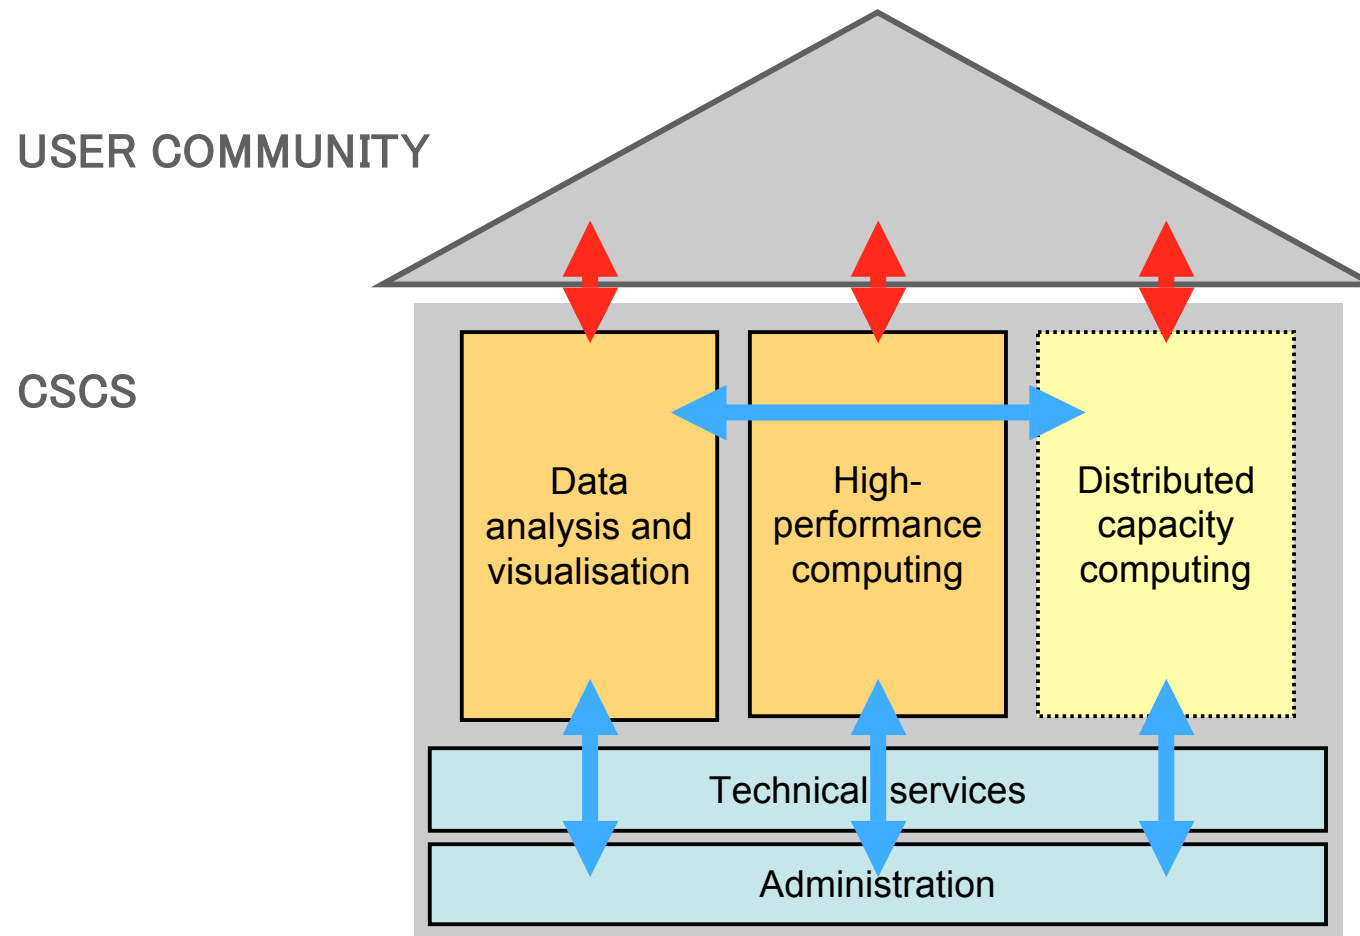 USER COMMUNITY
CSCS
Data
analysis and
visualisation
High-
performance
computing
Distributed
capacity
computing
Technical services
Administration